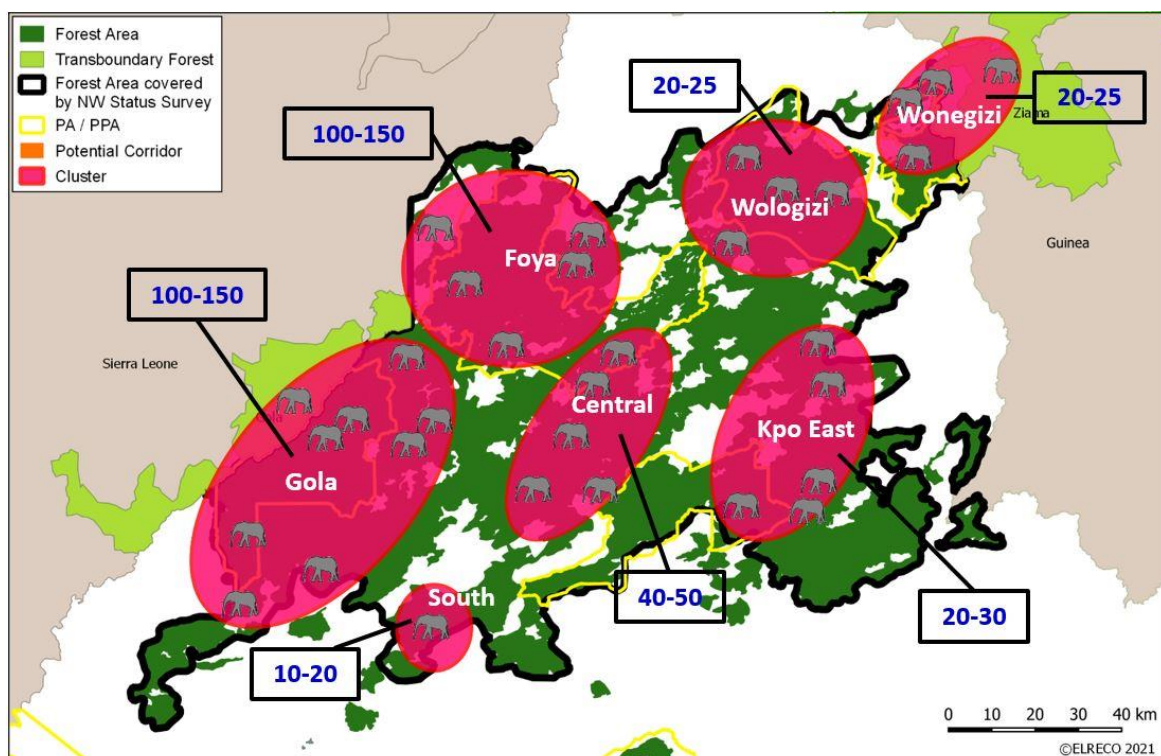 Forest Area
Transboundary Forest
Forest Area covered
by NW Status Survey
PA / PPA
Potential Corridor
Cluster
20-25
Wonegizi
20-25
Ziama
100-150
Wologizi
Foya
Guinea
100-150
Sierra Leone
Central
Kpo East
Gola
South
40-50
20-30
10-20
0 10 20 30 40 km
©ELRECO 2021